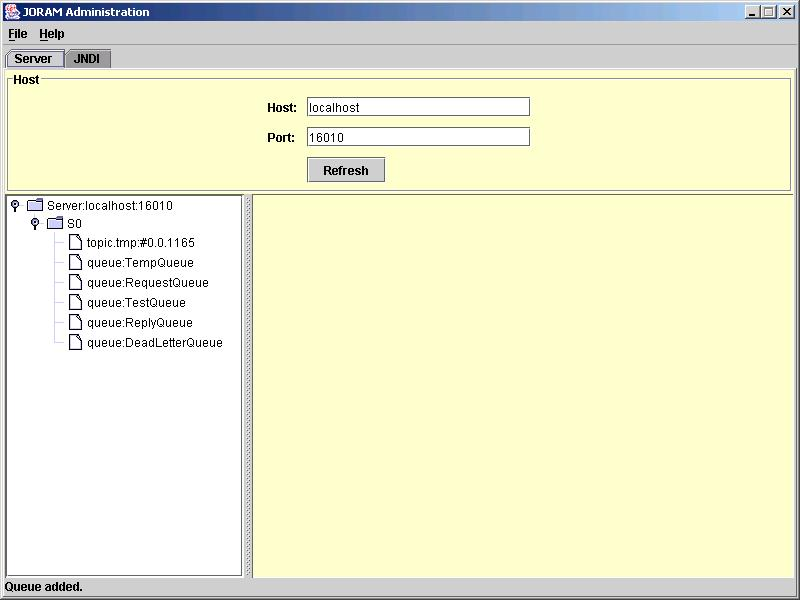 JORAM Administration
File Help
Server JNDI
Host
Host: localhost
Port: 16010
Refresh
Server:localhost:16010
S0
topic.tmp:#0.0.1165
queue:TempQueue
queue:RequestQueue
queue:TestQueue
queue:ReplyQueue
queue:DeadLetterQueue
Queue added.